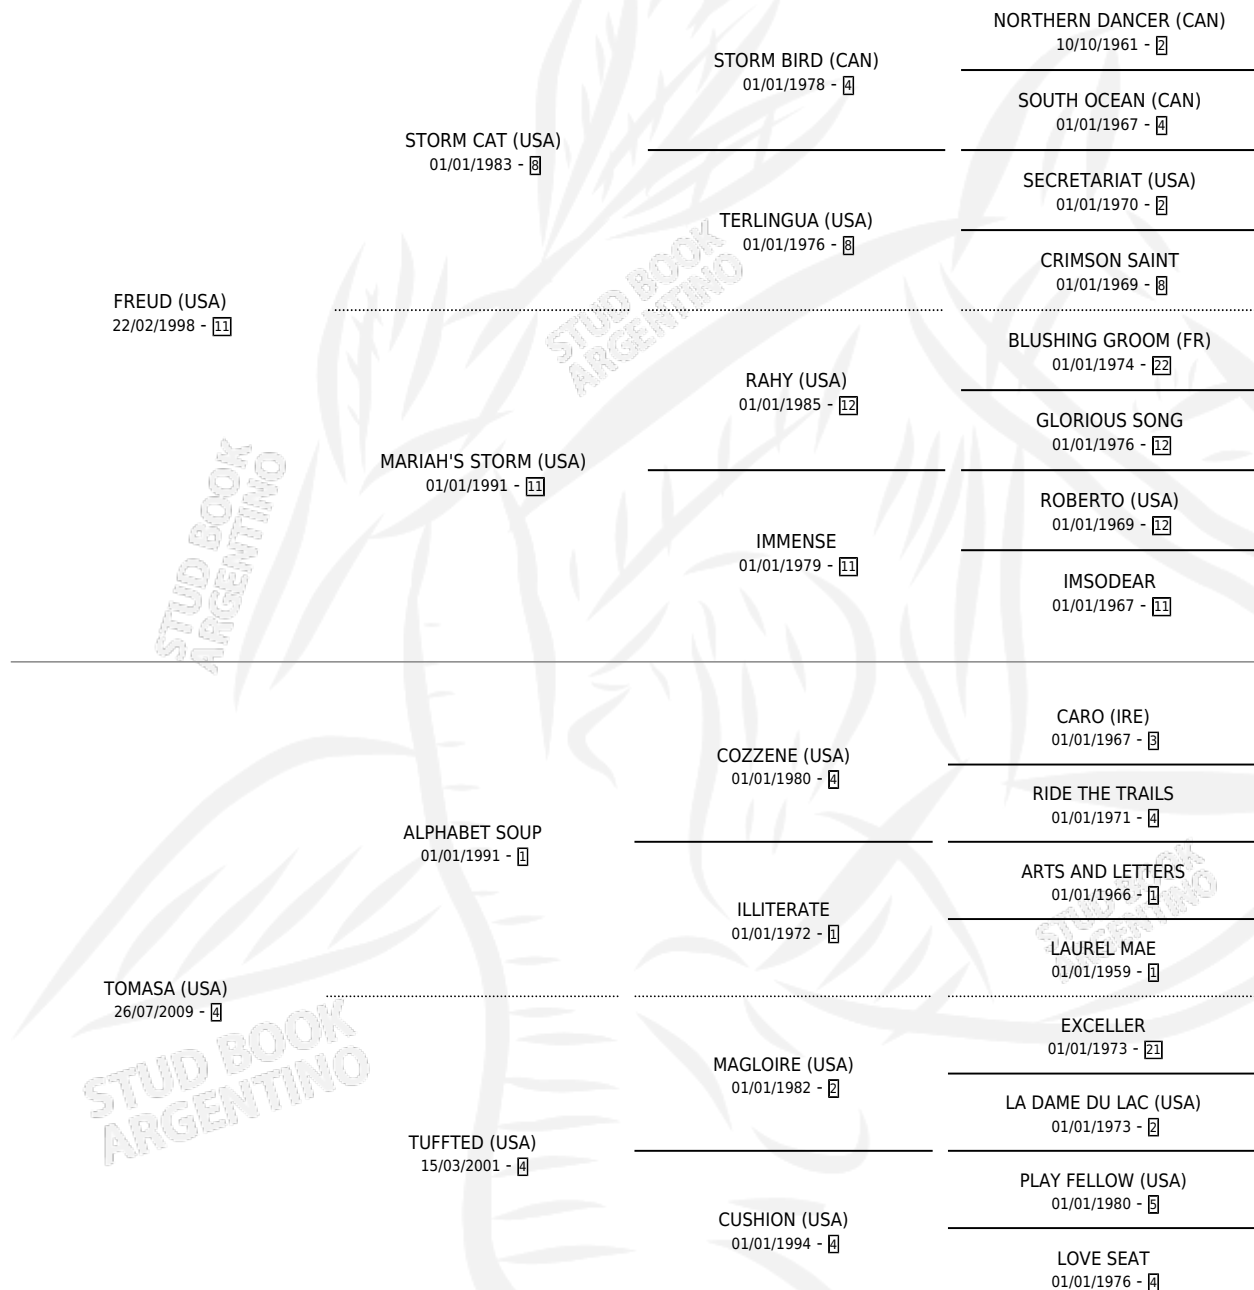 NORTHERN DANCER (CAN)
10/10/1961 - 2
STORM BIRD (CAN)
01/01/1978 - 4
SOUTH OCEAN (CAN)
01/01/1967 - 4
STORM CAT (USA)
01/01/1983 - 8
SECRETARIAT (USA)
01/01/1970 - 2
TERLINGUA (USA)
01/01/1976 - 8
CRIMSON SAINT
01/01/1969 - 8
FREUD (USA)
22/02/1998 - 11
BLUSHING GROOM (FR)
01/01/1974 - 22
RAHY (USA)
01/01/1985 - 12
GLORIOUS SONG
01/01/1976 - 12
MARIAH'S STORM (USA)
01/01/1991 - 11
ROBERTO (USA)
01/01/1969 - 12
IMMENSE
01/01/1979 - 11
IMSODEAR
01/01/1967 - 11
CARO (IRE)
01/01/1967 - 3
COZZENE (USA)
01/01/1980 - 4
RIDE THE TRAILS
01/01/1971 - 4
ALPHABET SOUP
01/01/1991 - 1
ARTS AND LETTERS
01/01/1966 - 1
ILLITERATE
01/01/1972 - 1
LAUREL MAE
01/01/1959 - 1
TOMASA (USA)
26/07/2009 - 4
EXCELLER
01/01/1973 - 21
MAGLOIRE (USA)
01/01/1982 - 2
LA DAME DU LAC (USA)
01/01/1973 - 2
TUFFTED (USA)
15/03/2001 - 4
PLAY FELLOW (USA)
01/01/1980 - 5
CUSHION (USA)
01/01/1994 - 4
LOVE SEAT
01/01/1976 - 4
STUD BOOK
ARGENTINO
STUD BOOK
ARGENTINO
STUD BOOK
ARGENTINO
STUD BOOK
ARGENTINO